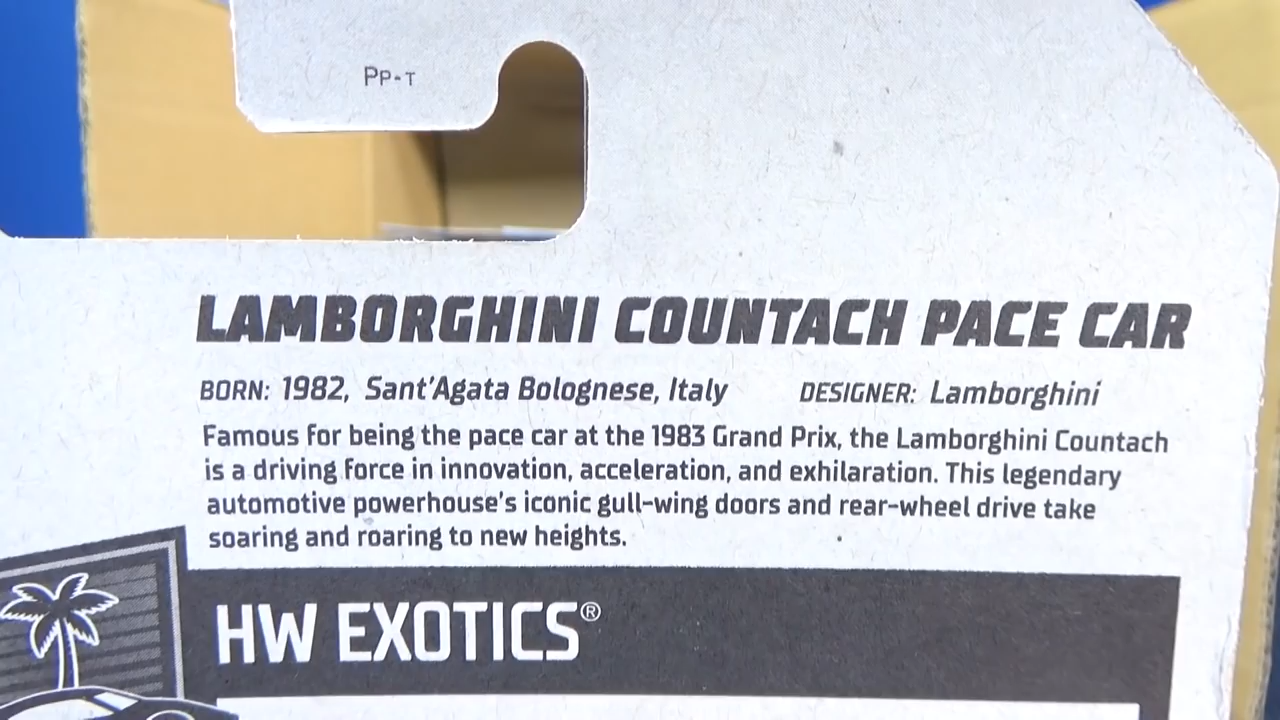 PP-T
LAMBORGHINI COUNTACH PACE CAR
BORN: 1982, Sant'Agata Bolognese, Italy DESIGNER: Lamborghini
Famous for being the pace car at the 1983 Grand Prix, the Lamborghini Countach
is a driving force in innovation, acceleration, and exhilaration. This legendary
automotive powerhouse's iconic gull-wing doors and rear-wheel drive take
soaring and roaring to new heights.
HW EXOTICS®